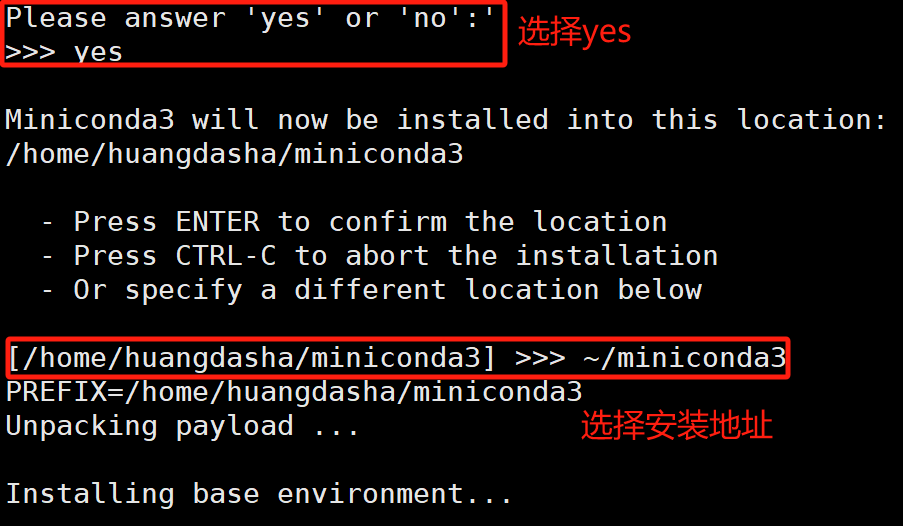 Please answer 'yes' or 'no':'
选择yes
>>> yes
Miniconda3 will now be installed into this location:
/home/huangdasha/miniconda3
- Press ENTER to confirm the location
- Press CTRL-C to abort the installation
- Or specify a different location below
[/home/huangdasha/miniconda3] >>> ~/miniconda3
PREFIX=/home/huangdasha/miniconda3
Unpacking payload ...
选择安装地址
Installing base environment...